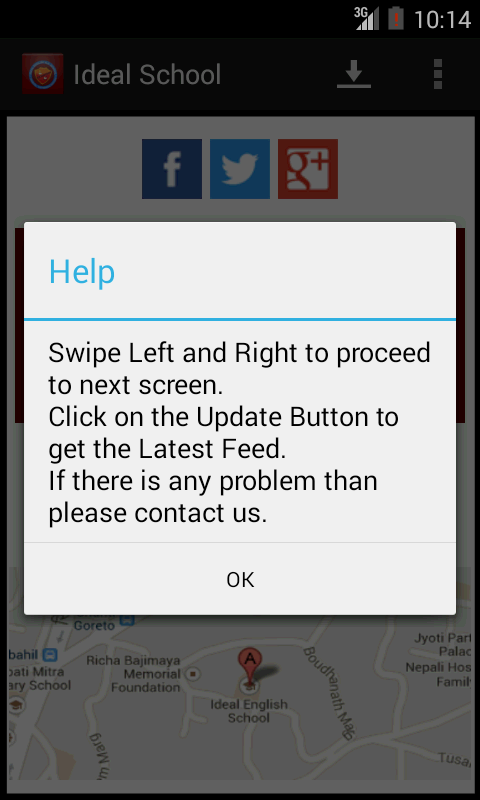 3G 10:14
Ideal School
f g+
Help
Swipe Left and Right to proceed
to next screen.
Click on the Update Button to
get the Latest Feed.
If there is any problem than
please contact us.
OK
Goreto
bahil
pati Mitra
ary School
Richa Bajimaya
Memorial
Foundation
A
Ideal English
School
Boudhanath Marg
Jyoti Part
Palac
Nepali Hos
Famil
Marg
Tusa